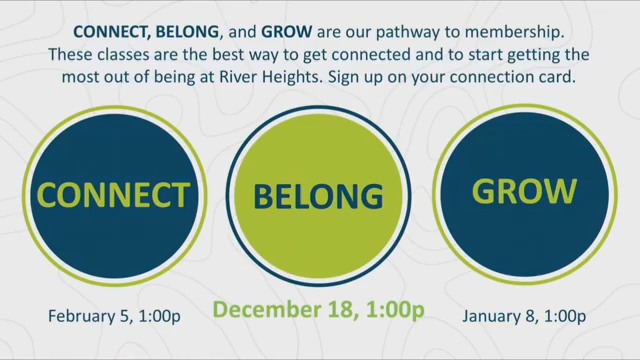 CONNECT, BELONG, and GROW are our pathway to membership.
These classes are the best way to get connected and to start getting the
most out of being at River Heights. Sign up on your connection card.
CONNECT
BELONG
GROW
February 5, 1:00p
December 18, 1:00p
January 8, 1:00p